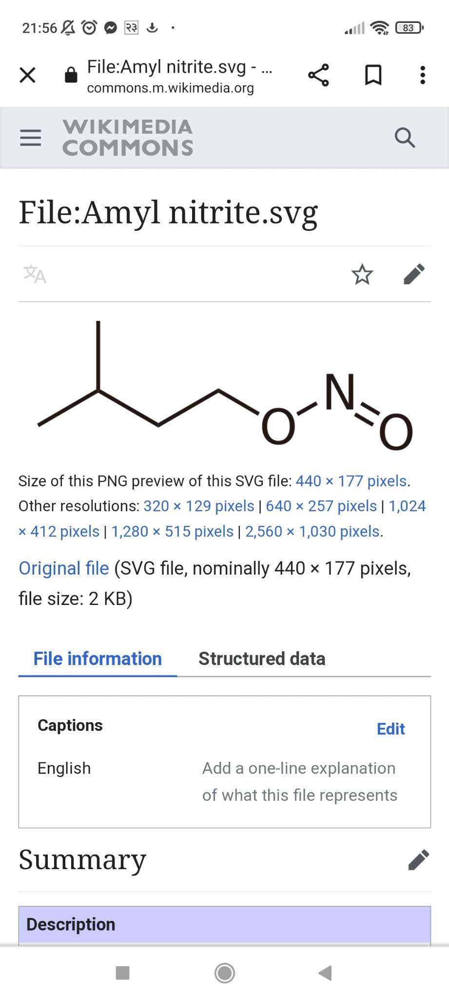 21:56 २३ 83
File:Amyl nitrite.svg - ...
commons.m.wikimedia.org
WIKIMEDIA
COMMONS
File:Amyl nitrite.svg
文A
N
O
O
Size of this PNG preview of this SVG file: 440 × 177 pixels.
Other resolutions: 320 × 129 pixels | 640 × 257 pixels | 1,024
× 412 pixels | 1,280 × 515 pixels | 2,560 × 1,030 pixels.
Original file (SVG file, nominally 440 × 177 pixels,
file size: 2 KB)
File information Structured data
Captions Edit
English Add a one-line explanation
of what this file represents
Summary
Description